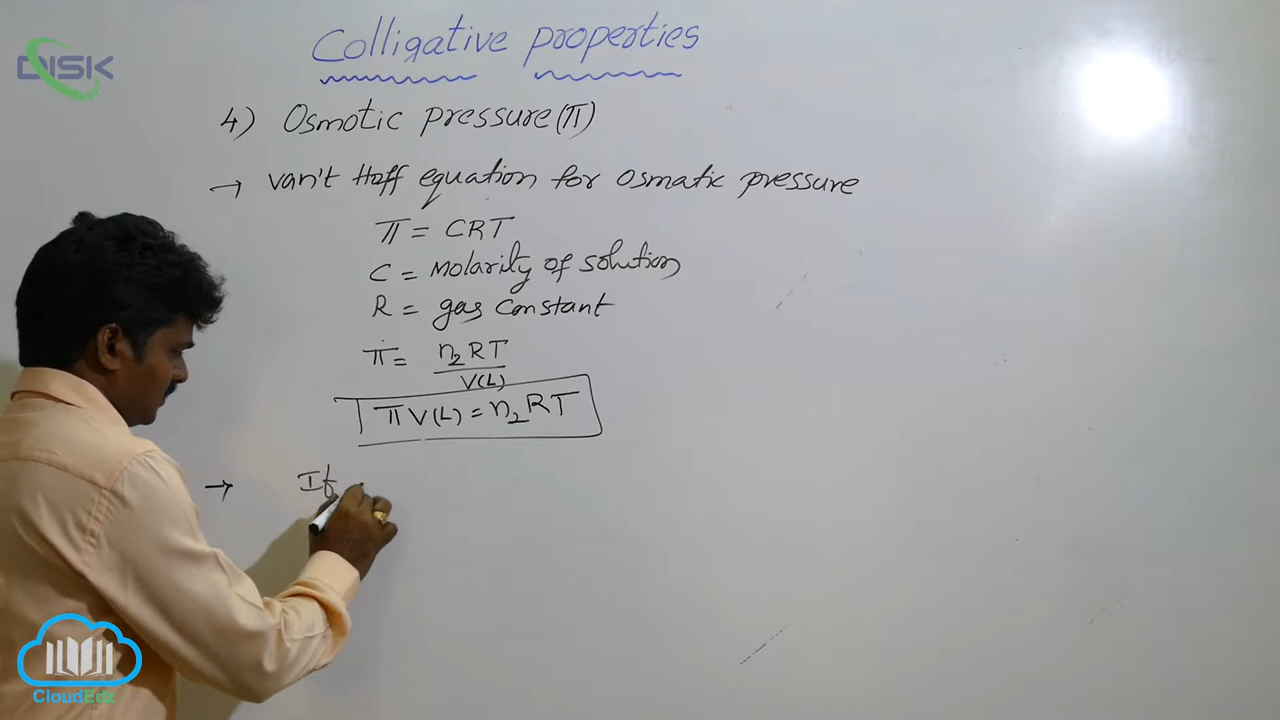 DISK
Colligative properties
4) Osmotic pressure (π)
→ van't Hoff equation for osmatic pressure
π = CRT
C = Molarity of solution
R = gas constant
π = n₂RT / V(L)
πV(L) = n₂RT
→ If
CloudEdz